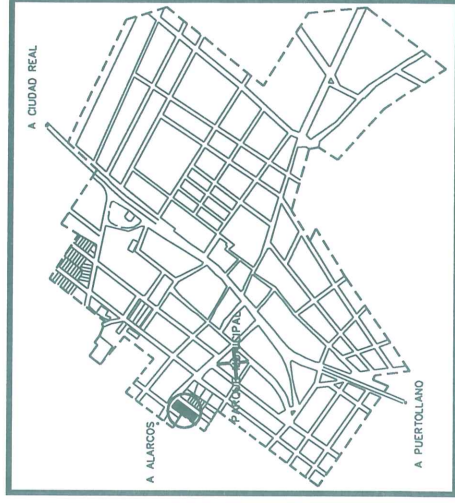 A CIUDAD REAL
A ALARCOS
PARQUE MUNICIPAL
A PUERTOLLANO